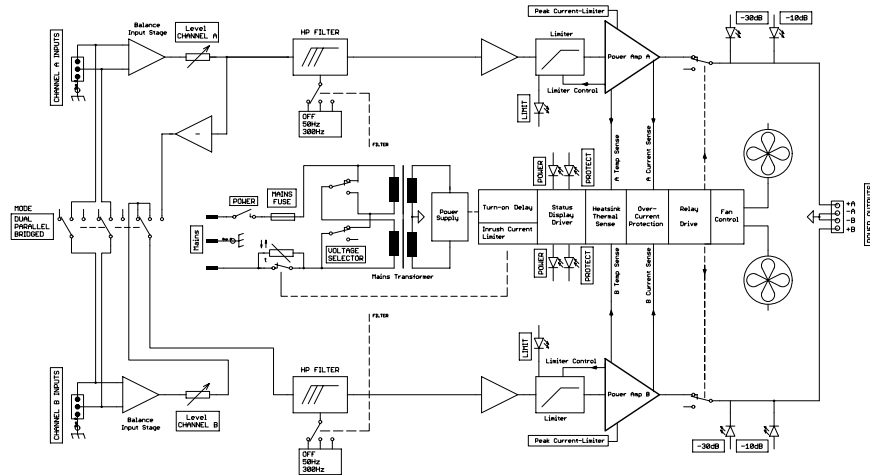 Peak Current-Limiter
-30dB
-10dB
Balance
Input Stage
Level
CHANNEL A
HP FILTER
Limiter
Power Amp A
CHANNEL A INPUTS
Limiter Control
LIMIT
OFF
50Hz
300Hz
FILTER
A Temp Sense
A Current Sense
POWER
PROTECT
MODE
DUAL
PARALLEL
BRIDGED
POWER
MAINS
FUSE
Mains
VOLTAGE
SELECTOR
Mains Transformer
Power
Supply
Turn-on Delay
Inrush Current
Limiter
Status
Display
Driver
Heatsink
Thermal
Sense
Over-
Current
Protection
Relay
Drive
Fan
Control
+A
-A
-B
+B
POWER
PROTECT
B Temp Sense
B Current Sense
FILTER
LIMIT
HP FILTER
Limiter Control
CHANNEL B INPUTS
Balance
Input Stage
Level
CHANNEL B
Limiter
Power Amp B
Peak Current-Limiter
OFF
50Hz
300Hz
-30dB
-10dB